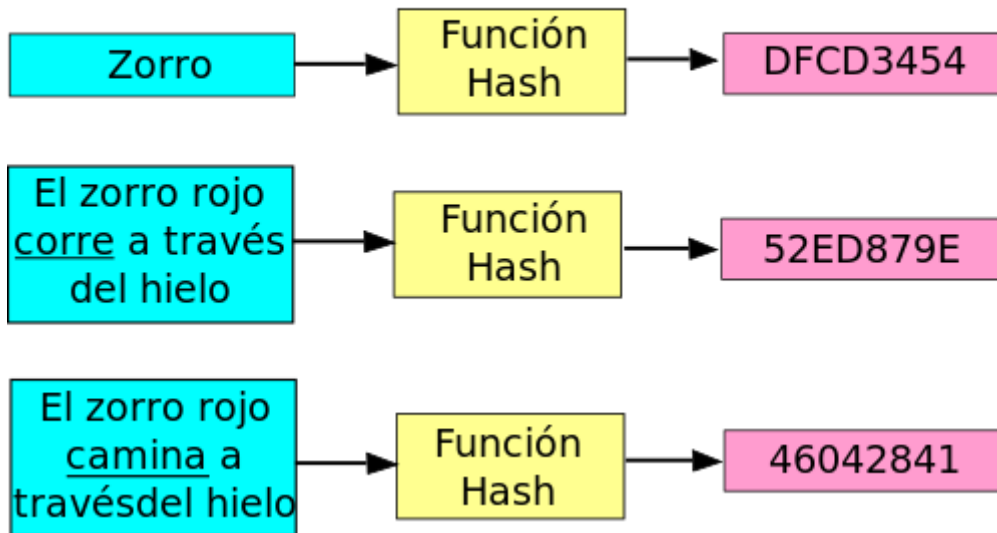 Zorro
Función
Hash
DFCD3454
El zorro rojo
corre a través
del hielo
Función
Hash
52ED879E
El zorro rojo
camina a
travésdel hielo
Función
Hash
46042841